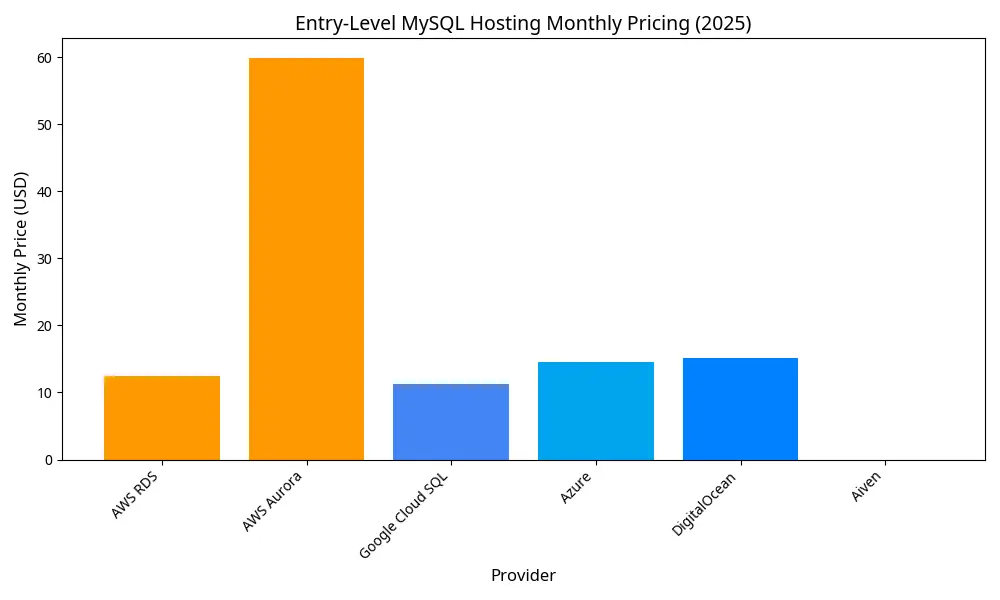 Entry-Level MySQL Hosting Monthly Pricing (2025)
Monthly Price (USD)
60
50
40
30
20
10
0
AWS RDS
AWS Aurora
Google Cloud SQL
Azure
DigitalOcean
Aiven
Provider